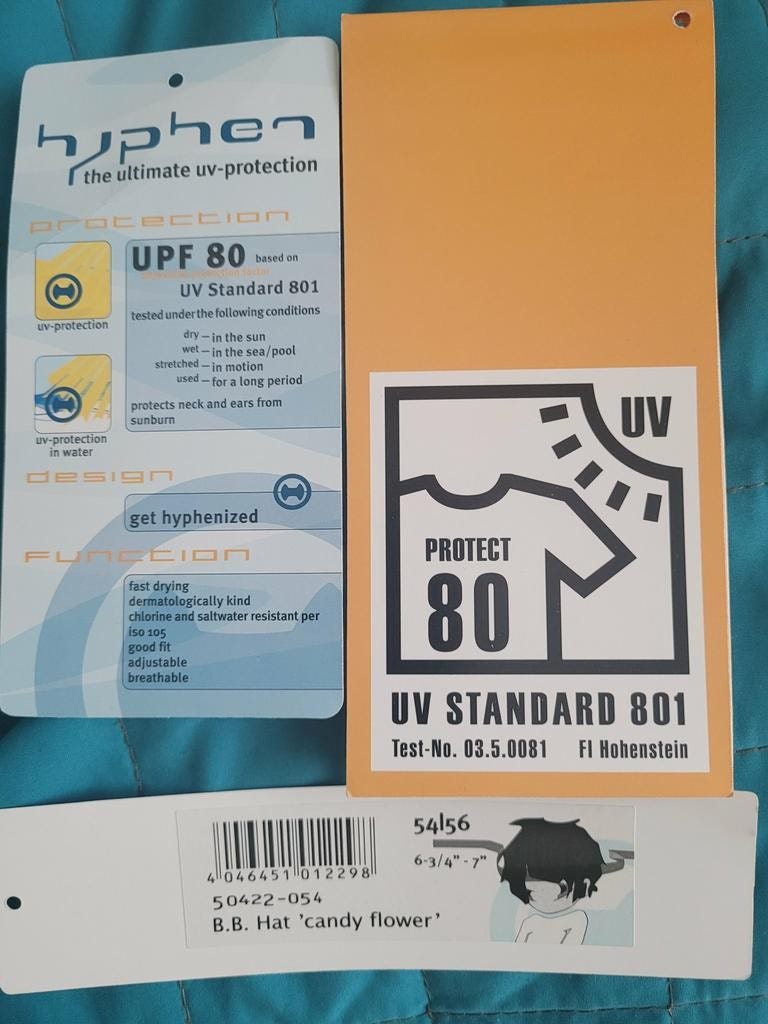 hyphen
the ultimate uv-protection
protection
UPF 80 based on
ultraviolet protection factor
UV Standard 801
uv-protection
tested under the following conditions
dry – in the sun
wet – in the sea/pool
stretched – in motion
used – for a long period
protects neck and ears from
sunburn
uv-protection
in water
design
get hyphenized
function
fast drying
dermatologically kind
chlorine and saltwater resistant per
iso 105
good fit
adjustable
breathable
UV
PROTECT
80
UV STANDARD 801
Test-No. 03.5.0081 FI Hohenstein
4 046451 012298
50422-054
B.B. Hat 'candy flower'
54|56
6-3/4" - 7"